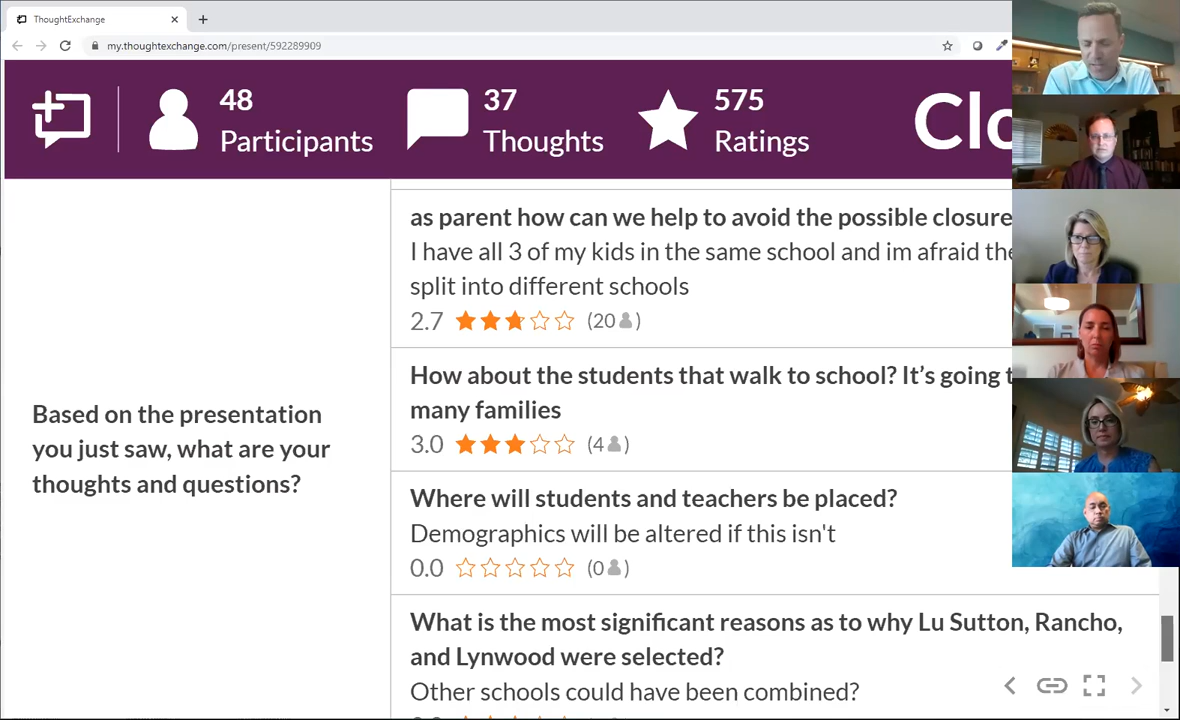 ThoughtExchange
my.thoughtexchange.com/present/592289909
48
Participants
37
Thoughts
575
Ratings
Clo
as parent how can we help to avoid the possible closure
I have all 3 of my kids in the same school and im afraid the
split into different schools
2.7 (20)
How about the students that walk to school? It's going t
many families
3.0 (4)
Based on the presentation
you just saw, what are your
thoughts and questions?
Where will students and teachers be placed?
Demographics will be altered if this isn't
0.0 (0)
What is the most significant reasons as to why Lu Sutton, Rancho,
and Lynwood were selected?
Other schools could have been combined?